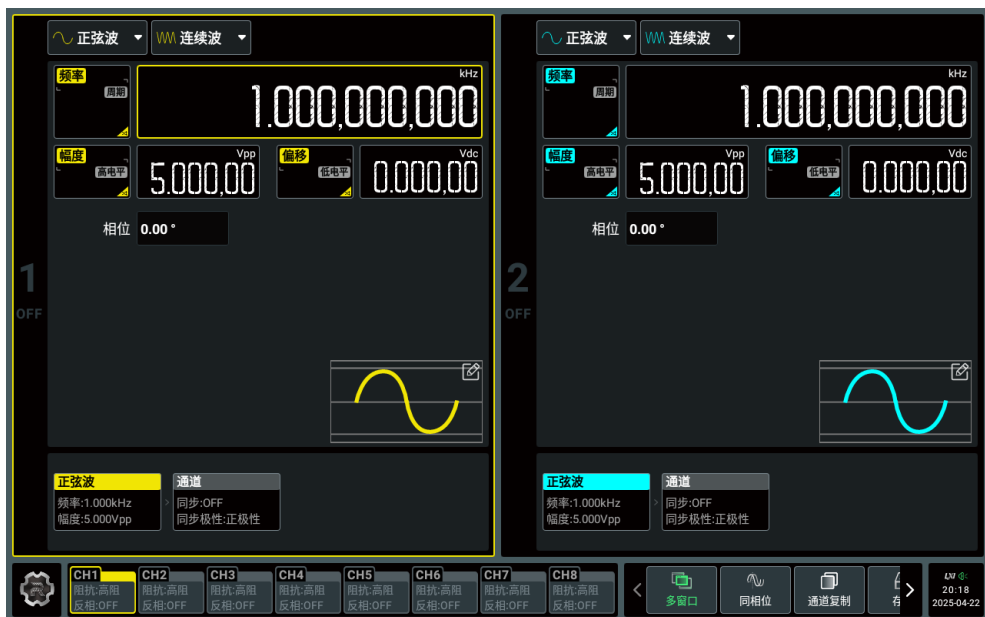 正弦波 连续波
频率 周期 kHz 1.000,000,000
幅度 高电平 Vpp 5.000,00 偏移 低电平 Vdc 0.000,00
相位 0.00 °
1
OFF
正弦波 通道
频率:1.000kHz 同步:OFF
幅度:5.000Vpp 同步极性:正极性
正弦波 连续波
频率 周期 kHz 1.000,000,000
幅度 高电平 Vpp 5.000,00 偏移 低电平 Vdc 0.000,00
相位 0.00 °
2
OFF
正弦波 通道
频率:1.000kHz 同步:OFF
幅度:5.000Vpp 同步极性:正极性
CH1 CH2 CH3 CH4 CH5 CH6 CH7 CH8
阻抗:高阻 阻抗:高阻 阻抗:高阻 阻抗:高阻 阻抗:高阻 阻抗:高阻 阻抗:高阻 阻抗:高阻
反相:OFF 反相:OFF 反相:OFF 反相:OFF 反相:OFF 反相:OFF 反相:OFF 反相:OFF
多窗口 同相位 通道复制
20:18
2025-04-22